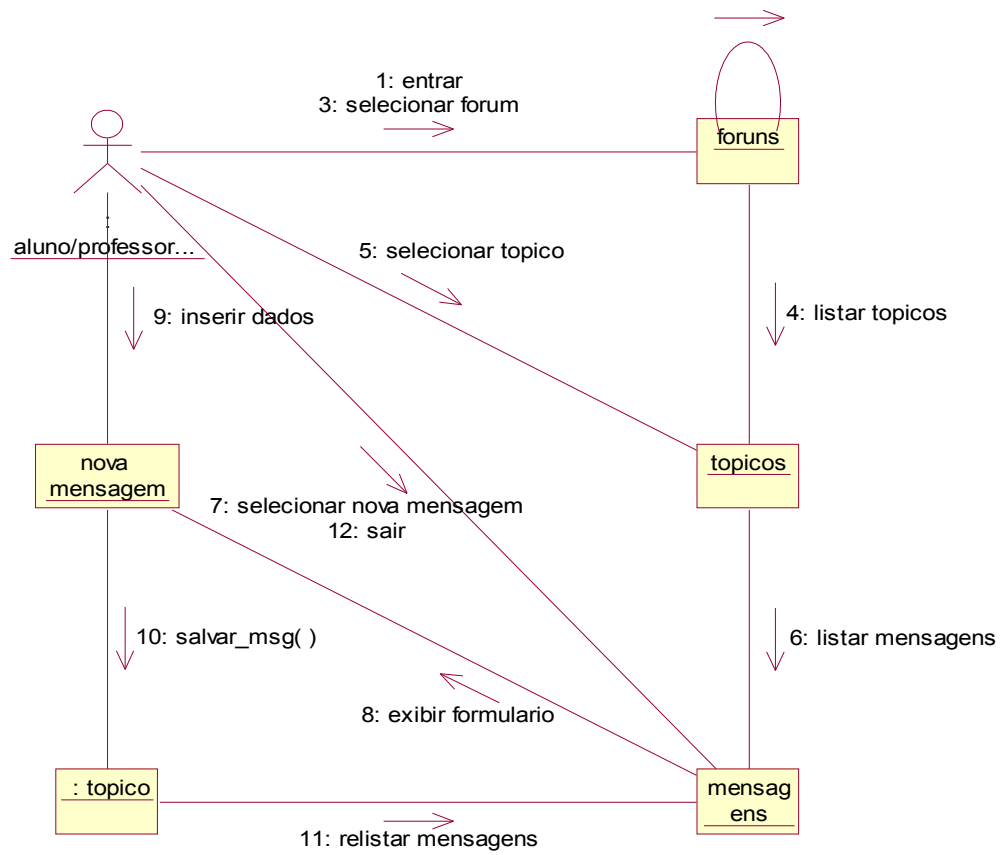 1: entrar
3: selecionar forum
foruns
:
aluno/professor...
5: selecionar topico
9: inserir dados
4: listar topicos
nova
mensagem
topicos
7: selecionar nova mensagem
12: sair
10: salvar_msg( )
6: listar mensagens
8: exibir formulario
: topico
mensag
ens
11: relistar mensagens